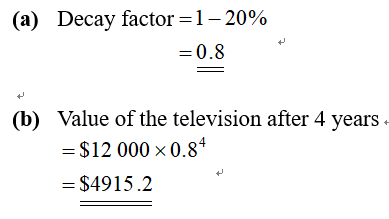 (a) Decay factor = 1 – 20%
= 0.8
(b) Value of the television after 4 years
= $12 000 × 0.8⁴
= $4915.2